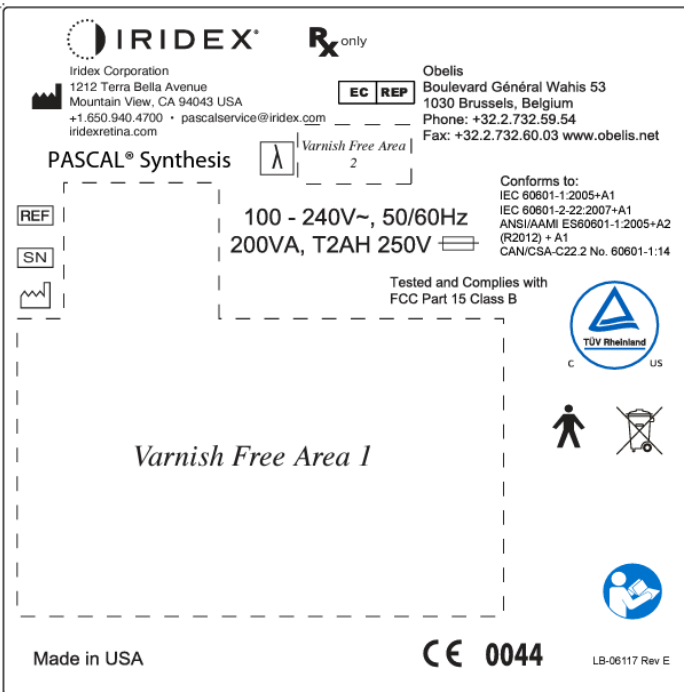 IRIDEX®
Rx only
Iridex Corporation
1212 Terra Bella Avenue
Mountain View, CA 94043 USA
+1.650.940.4700 • pascalservice@iridex.com
iridexretina.com
EC REP
Obelis
Boulevard Général Wahis 53
1030 Brussels, Belgium
Phone: +32.2.732.59.54
Fax: +32.2.732.60.03 www.obelis.net
PASCAL® Synthesis
λ
Varnish Free Area
2
REF
SN
100 - 240V~, 50/60Hz
200VA, T2AH 250V
Conforms to:
IEC 60601-1:2005+A1
IEC 60601-2-22:2007+A1
ANSI/AAMI ES60601-1:2005+A2
(R2012) + A1
CAN/CSA-C22.2 No. 60601-1:14
Tested and Complies with
FCC Part 15 Class B
TÜV Rheinland
C US
Varnish Free Area 1
Made in USA
CE 0044
LB-06117 Rev E